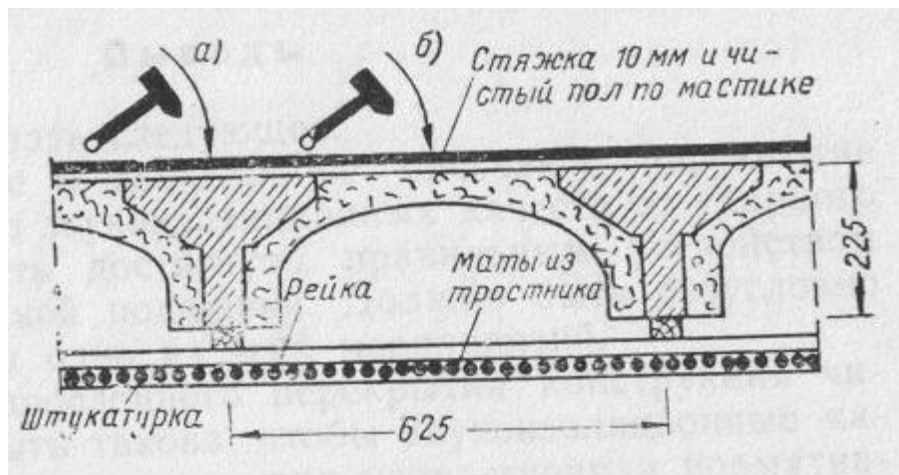 а)
б)
Стяжка 10 мм и чи-
стый пол по мастике
225
Рейка
Маты из
тростника
Штукатурка
625